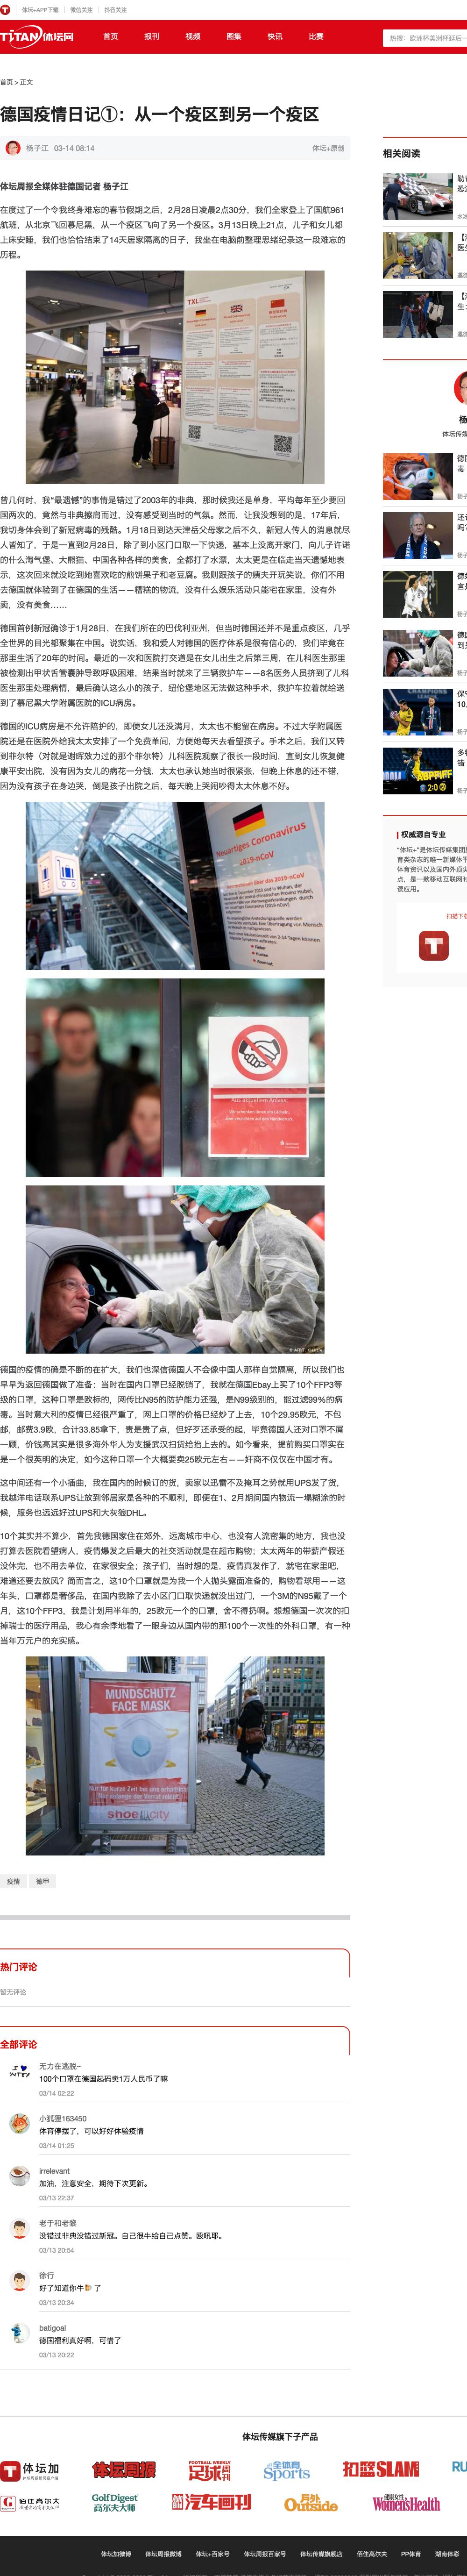 体坛+APP下载 微信关注 抖音关注
TiTAN体坛网
首页 报刊 视频 图集 快讯 比赛
首页 > 正文
德国疫情日记①：从一个疫区到另一个疫区
杨子江 03-14 08:14
体坛+原创
体坛周报全媒体驻德国记者 杨子江
在度过了一个令我终身难忘的春节假期之后，2月28日凌晨2点30分，我们全家登上了国航961
航班，从北京飞回慕尼黑，从一个疫区飞向了另一个疫区。3月13日晚上21点，儿子和女儿都
上床安睡，我们也恰恰结束了14天居家隔离的日子，我坐在电脑前整理思绪纪录这一段难忘的
历程。
TXL
曾几何时，我“最遗憾”的事情是错过了2003年的非典，那时候我还是单身，平均每年至少要回
国两次的，竟然与非典擦肩而过，没有感受到当时的气氛。然而，让我没想到的是，17年后，
我切身体会到了新冠病毒的残酷。1月18日到达天津岳父母家之后不久，新冠人传人的消息就尽
人皆知了，于是一直到2月28日，除了到小区门口取一下快递，基本上没离开家门，向儿子许诺
的什么淘气堡、大熊猫、中国各种各样的美食，全都打了水漂，太太更是在临走当天遗憾地表
示，这次回来就没吃到她喜欢吃的煎饼果子和老豆腐。我则跟孩子的姨夫开玩笑说，你们不用
去德国就体验到了在德国的生活——糟糕的物流，没有什么娱乐活动只能宅在家里，没有外
卖，没有美食……
德国首例新冠确诊于1月28日，在我们所在的巴伐利亚州，但当时德国还并不是重点疫区，几乎
全世界的目光都聚集在中国。说实话，我和爱人对德国的医疗体系是很有信心的，我们毕竟在
那里生活了20年的时间。最近的一次和医院打交道是在女儿出生之后第三周，在儿科医生那里
被检测出甲状舌管囊肿导致呼吸困难，结果当时就来了三辆救护车——8名医务人员挤到了儿科
医生那里处理病情，最后确认这么小的孩子，纽伦堡地区无法做这种手术，救护车拉着就给送
到了慕尼黑大学附属医院的ICU病房。
德国的ICU病房是不允许陪护的，即便女儿还没满月，太太也不能留在病房。不过大学附属医
院还是在医院外给我太太安排了一个免费单间，方便她每天去看望孩子。手术之后，我们又转
到菲尔特（对就是谢晖效力过的那个菲尔特）儿科医院观察了很长一段时间，直到女儿恢复健
康平安出院，没有因为女儿的病花一分钱，太太也承认她当时很紧张，但晚上休息的还不错，
因为没有孩子在身边哭，倒是孩子出院之后，每天晚上哭闹吵得太太休息不好。
Neuartiges Coronavirus
2019-nCoV
德国的疫情的确是不断的在扩大，我们也深信德国人不会像中国人那样自觉隔离，所以我们也
早早为返回德国做了准备：当时在国内口罩已经脱销了，我就在德国Ebay上买了10个FFP3等
级的口罩，这种口罩是欧标的，网传比N95的防护能力还强，是N99级别的，能过滤99%的病
毒。当时意大利的疫情已经很严重了，网上口罩的价格已经炒了上去，10个29.95欧元，不包
邮，邮费3.9欧，合计33.85拿下，贵是贵了点，但好歹还承受的起，毕竟德国人还对口罩不屑
一顾，价钱高其实是很多海外华人为支援武汉扫货给抬上去的。如今看来，提前购买口罩实在
是一个很英明的决定，如今这种口罩一个大概要卖25欧元左右——奸商不仅仅在中国才有。
这中间还有一个小插曲，我在国内的时候订的货，卖家以迅雷不及掩耳之势就用UPS发了货，
我越洋电话联系UPS让放到邻居家是各种的不顺利，即便在1、2月期间国内物流一塌糊涂的时
候，服务也远远好过UPS和大灰狼DHL。
10个其实并不算少，首先我德国家住在郊外，远离城市中心，也没有人流密集的地方，我也没
打算去医院看望病人，疫情爆发之后最大的社交活动就是在超市购物；太太两年的带薪产假还
没休完，也不用去单位，在家很安全；孩子们，当时想的是，疫情真发作了，就宅在家里吧，
难道还要去放风？简而言之，这10个口罩就是为我一个人抛头露面准备的，购物看球用——这
年头，口罩都是奢侈品，在国内我除了去小区门口取快递就没出过门，一个3M的N95戴了一个
月，这10个FFP3，我是计划用半年的，25欧元一个的口罩，舍不得扔啊。想想德国一次次的扣
掉瑞士的医疗用品，我心有余悸地看了一眼身边从国内带的那100个一次性的外科口罩，有一种
当年万元户的充实感。
MUNDSCHUTZ
FACE MASK
shoe city
疫情 德甲
热门评论
暂无评论
全部评论
无力在逃脱~
100个口罩在德国起码卖1万人民币了嘛
03/14 02:22
小狐狸163450
体育停摆了，可以好好体验疫情
03/14 01:25
irrelevant
加油，注意安全，期待下次更新。
03/13 22:37
老于和老黎
没错过非典没错过新冠。自己很牛给自己点赞。殴吼耶。
03/13 20:54
徐行
好了知道你牛 了
03/13 20:34
batigoal
德国福利真好啊，可惜了
03/13 20:22
相关阅读
权威源自专业
扫描下载
体坛传媒旗下子产品
体坛加 体坛周报 FOOTBALL WEEKLY 足球周刊 全体育 Sports 扣篮SLAM
佰佳高尔夫 GolfDigest 高尔夫大师 汽车画刊 户外 Outside 健康女性 Women'sHealth
体坛加微博 体坛周报微博 体坛+百家号 体坛周报百家号 体坛传媒旗舰店 佰佳高尔夫 PP体育 湖南体彩